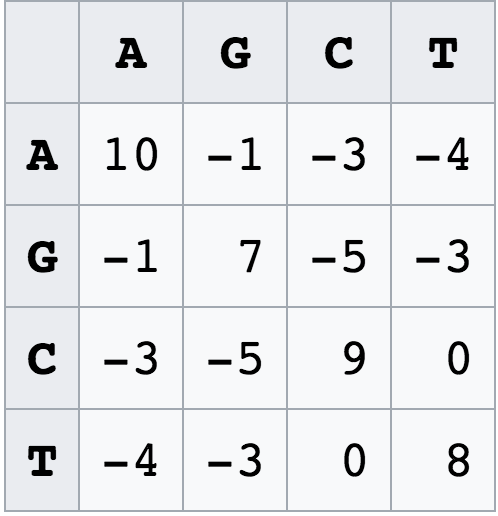 A G C T
A 10 −1 −3 −4
G −1 7 −5 −3
C −3 −5 9 0
T −4 −3 0 8